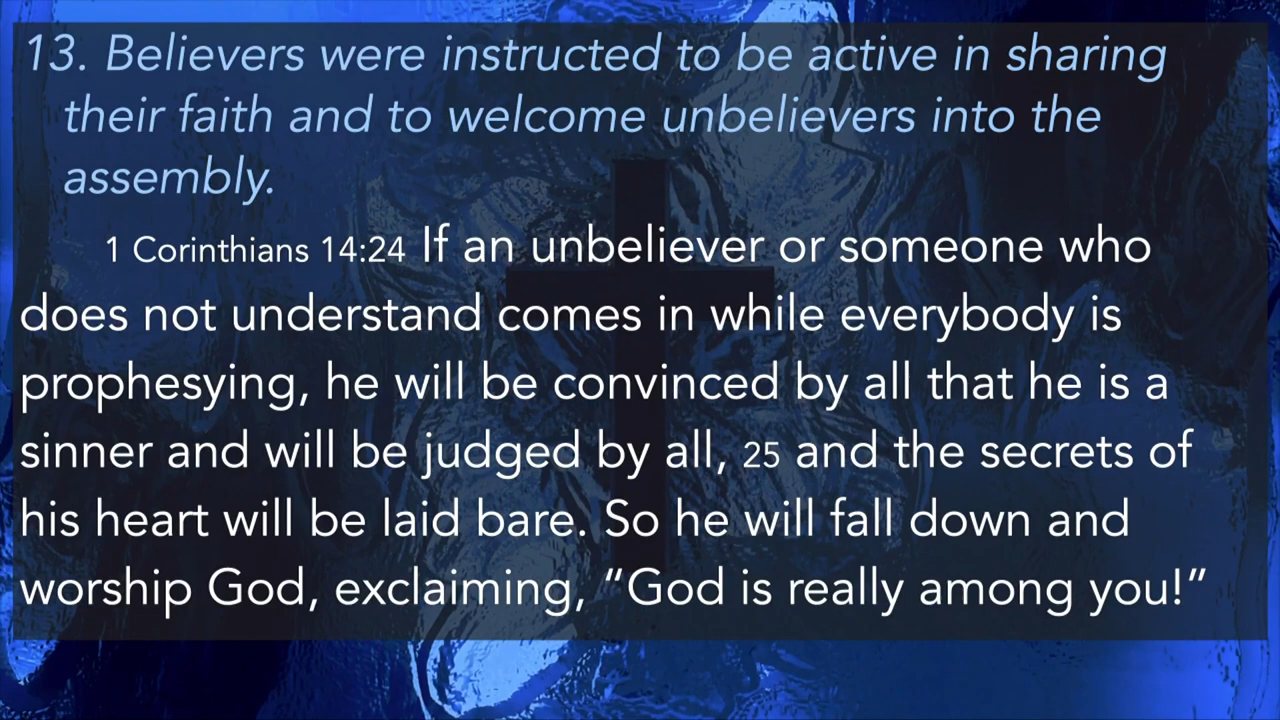 13. Believers were instructed to be active in sharing
their faith and to welcome unbelievers into the
assembly.
1 Corinthians 14:24 If an unbeliever or someone who
does not understand comes in while everybody is
prophesying, he will be convinced by all that he is a
sinner and will be judged by all, 25 and the secrets of
his heart will be laid bare. So he will fall down and
worship God, exclaiming, “God is really among you!”